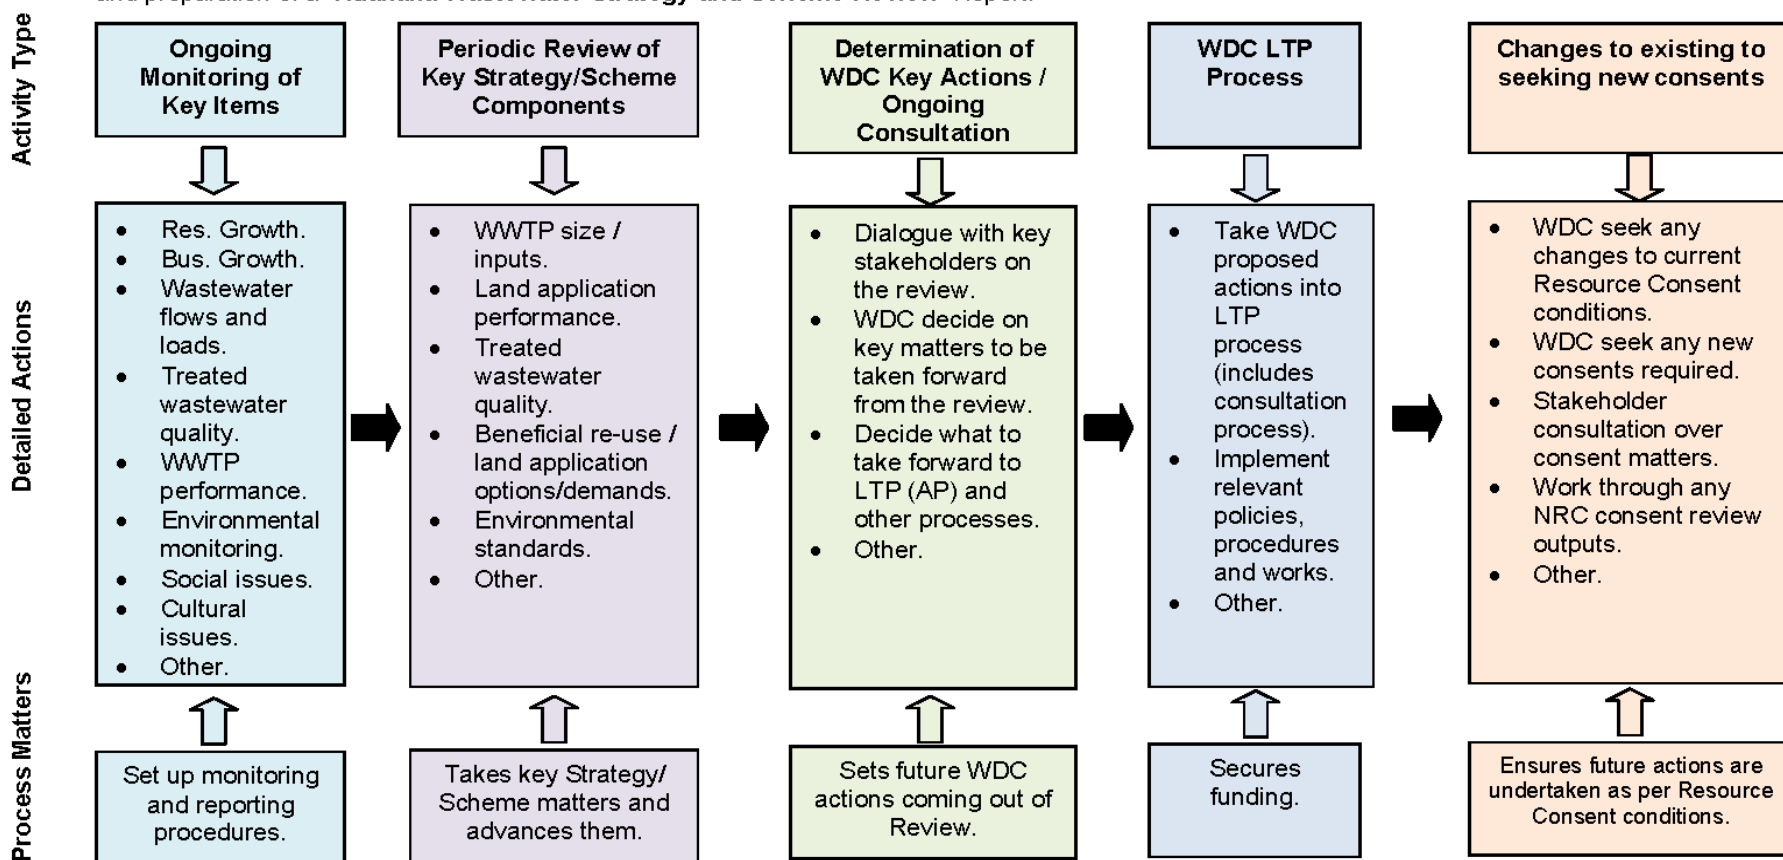 Activity Type
Ongoing
Monitoring of
Key Items
Periodic Review of
Key Strategy/Scheme
Components
Determination of
WDC Key Actions /
Ongoing
Consultation
WDC LTP
Process
Changes to existing to
seeking new consents
Detailed Actions
• Res. Growth.
• Bus. Growth.
• Wastewater
flows and
loads.
• Treated
wastewater
quality.
• WWTP
performance.
• Environmental
monitoring.
• Social issues.
• Cultural
issues.
• Other.
• WWTP size /
inputs.
• Land application
performance.
• Treated
wastewater
quality.
• Beneficial re-use /
land application
options/demands.
• Environmental
standards.
• Other.
• Dialogue with key
stakeholders on
the review.
• WDC decide on
key matters to be
taken forward
from the review.
• Decide what to
take forward to
LTP (AP) and
other processes.
• Other.
• Take WDC
proposed
actions into
LTP
process
(includes
consultation
process).
• Implement
relevant
policies,
procedures
and works.
• Other.
• WDC seek any
changes to current
Resource Consent
conditions.
• WDC seek any new
consents required.
• Stakeholder
consultation over
consent matters.
• Work through any
NRC consent review
outputs.
• Other.
Process Matters
Set up monitoring
and reporting
procedures.
Takes key Strategy/
Scheme matters and
advances them.
Sets future WDC
actions coming out of
Review.
Secures
funding.
Ensures future actions are
undertaken as per Resource
Consent conditions.